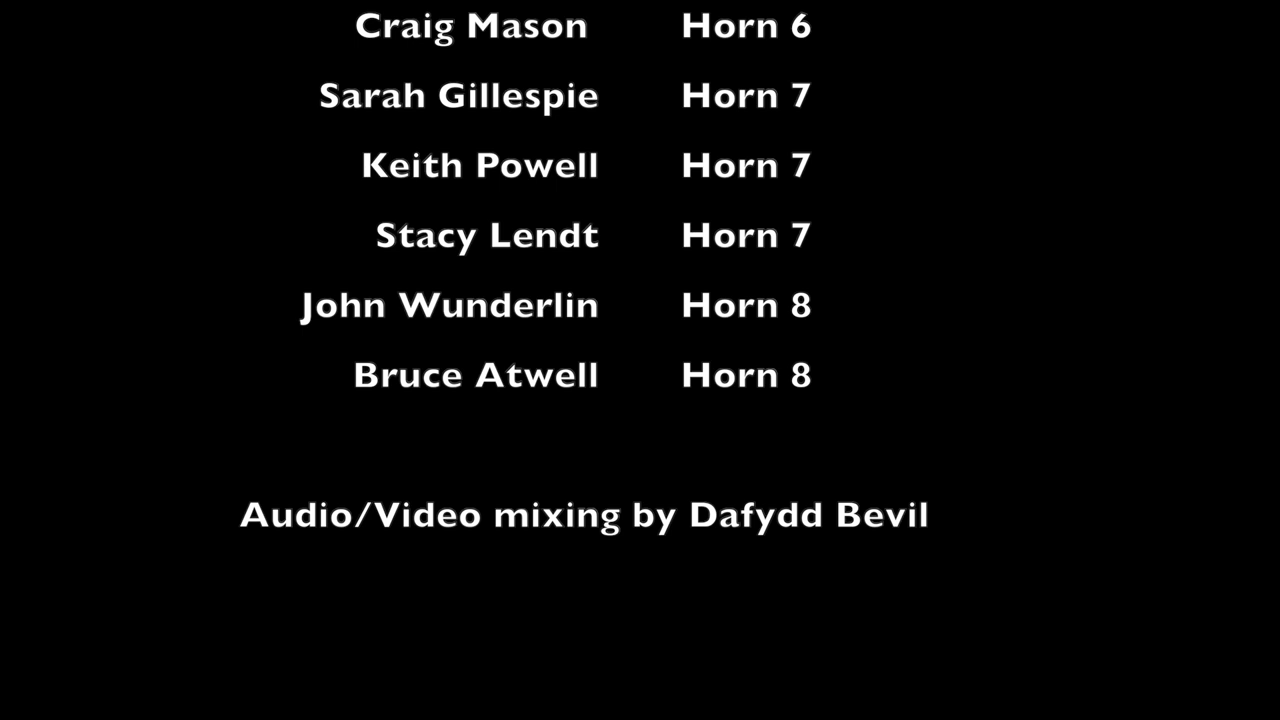 Craig Mason Horn 6
Sarah Gillespie Horn 7
Keith Powell Horn 7
Stacy Lendt Horn 7
John Wunderlin Horn 8
Bruce Atwell Horn 8
Audio/Video mixing by Dafydd Bevil